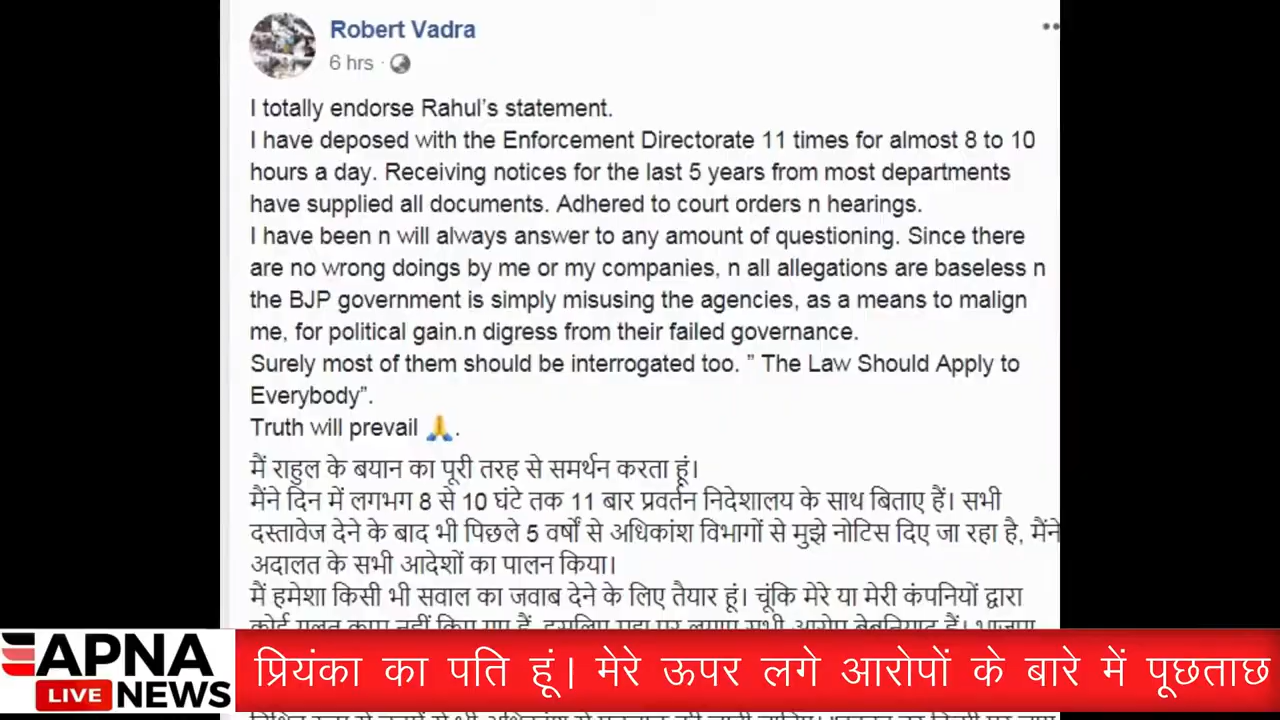 Robert Vadra
6 hrs ·
I totally endorse Rahul's statement.
I have deposed with the Enforcement Directorate 11 times for almost 8 to 10
hours a day. Receiving notices for the last 5 years from most departments
have supplied all documents. Adhered to court orders n hearings.
I have been n will always answer to any amount of questioning. Since there
are no wrong doings by me or my companies, n all allegations are baseless n
the BJP government is simply misusing the agencies, as a means to malign
me, for political gain.n digress from their failed governance.
Surely most of them should be interrogated too. ” The Law Should Apply to
Everybody”.
Truth will prevail 🙏.
मैं राहुल के बयान का पूरी तरह से समर्थन करता हूं।
मैंने दिन में लगभग 8 से 10 घंटे तक 11 बार प्रवर्तन निदेशालय के साथ बिताए हैं। सभी
दस्तावेज देने के बाद भी पिछले 5 वर्षों से अधिकांश विभागों से मुझे नोटिस दिए जा रहा है, मैंने
अदालत के सभी आदेशों का पालन किया।
मैं हमेशा किसी भी सवाल का जवाब देने के लिए तैयार हूं। चूंकि मेरे या मेरी कंपनियों द्वारा
APNA
LIVE NEWS
प्रियंका का पति हूं। मेरे ऊपर लगे आरोपों के बारे में पूछताछ